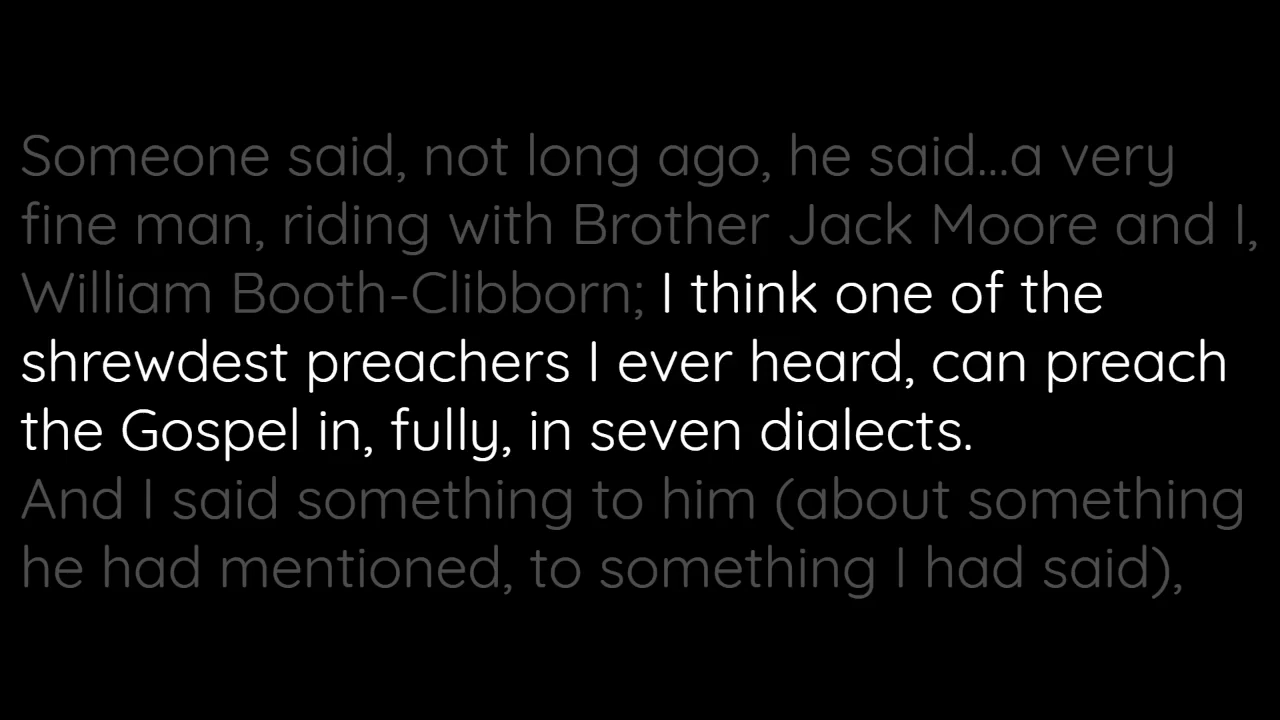 Someone said, not long ago, he said...a very
fine man, riding with Brother Jack Moore and I,
William Booth-Clibborn; I think one of the
shrewdest preachers I ever heard, can preach
the Gospel in, fully, in seven dialects.
And I said something to him (about something
he had mentioned, to something I had said),